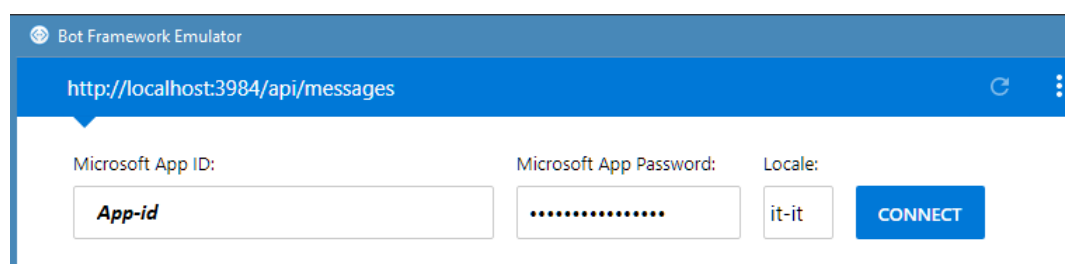 Bot Framework Emulator
http://localhost:3984/api/messages
Microsoft App ID: Microsoft App Password: Locale:
App-id •••••••••••••••• it-it CONNECT